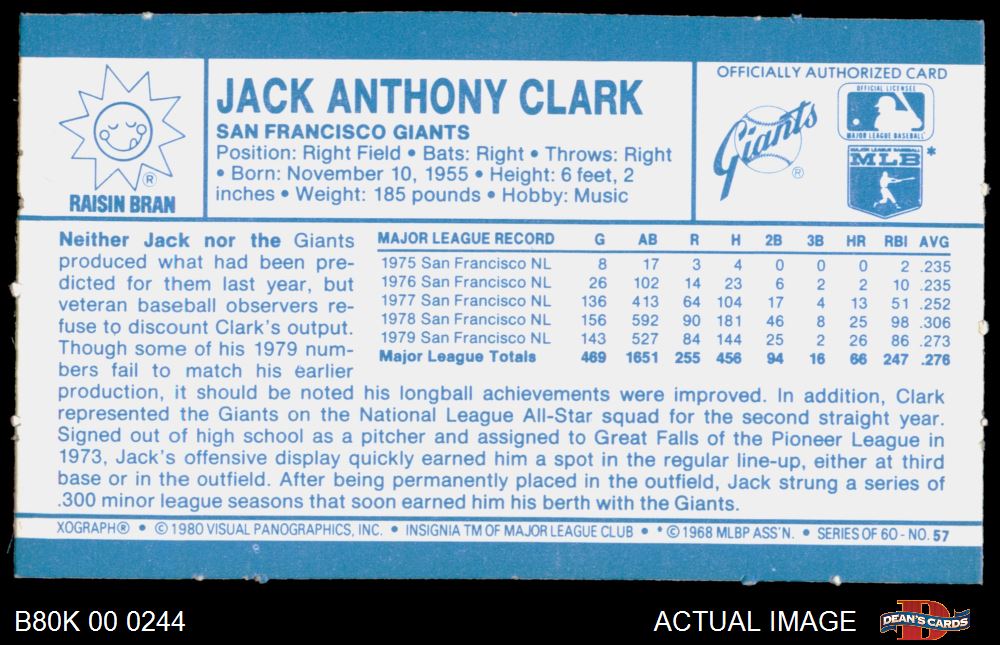 JACK ANTHONY CLARK
SAN FRANCISCO GIANTS
Position: Right Field • Bats: Right • Throws: Right
• Born: November 10, 1955 • Height: 6 feet, 2
inches • Weight: 185 pounds • Hobby: Music
®
RAISIN BRAN
OFFICIALLY AUTHORIZED CARD
Giants
®
OFFICIAL LICENSEE
MAJOR LEAGUE BASEBALL
MAJOR LEAGUE BASEBALL
MLB *
Neither Jack nor the Giants
produced what had been pre-
dicted for them last year, but
veteran baseball observers re-
fuse to discount Clark's output.
Though some of his 1979 num-
bers fail to match his earlier
MAJOR LEAGUE RECORD G AB R H 2B 3B HR RBI AVG
1975 San Francisco NL 8 17 3 4 0 0 0 2 .235
1976 San Francisco NL 26 102 14 23 6 2 2 10 .235
1977 San Francisco NL 136 413 64 104 17 4 13 51 .252
1978 San Francisco NL 156 592 90 181 46 8 25 98 .306
1979 San Francisco NL 143 527 84 144 25 2 26 86 .273
Major League Totals 469 1651 255 456 94 16 66 247 .276
production, it should be noted his longball achievements were improved. In addition, Clark
represented the Giants on the National League All-Star squad for the second straight year.
Signed out of high school as a pitcher and assigned to Great Falls of the Pioneer League in
1973, Jack's offensive display quickly earned him a spot in the regular line-up, either at third
base or in the outfield. After being permanently placed in the outfield, Jack strung a series of
.300 minor league seasons that soon earned him his berth with the Giants.
XOGRAPH® • © 1980 VISUAL PANOGRAPHICS, INC. • INSIGNIA TM OF MAJOR LEAGUE CLUB • * © 1968 MLBP ASS'N. • SERIES OF 60 - NO. 57
B80K 00 0244
ACTUAL IMAGE
DEAN'S CARDS